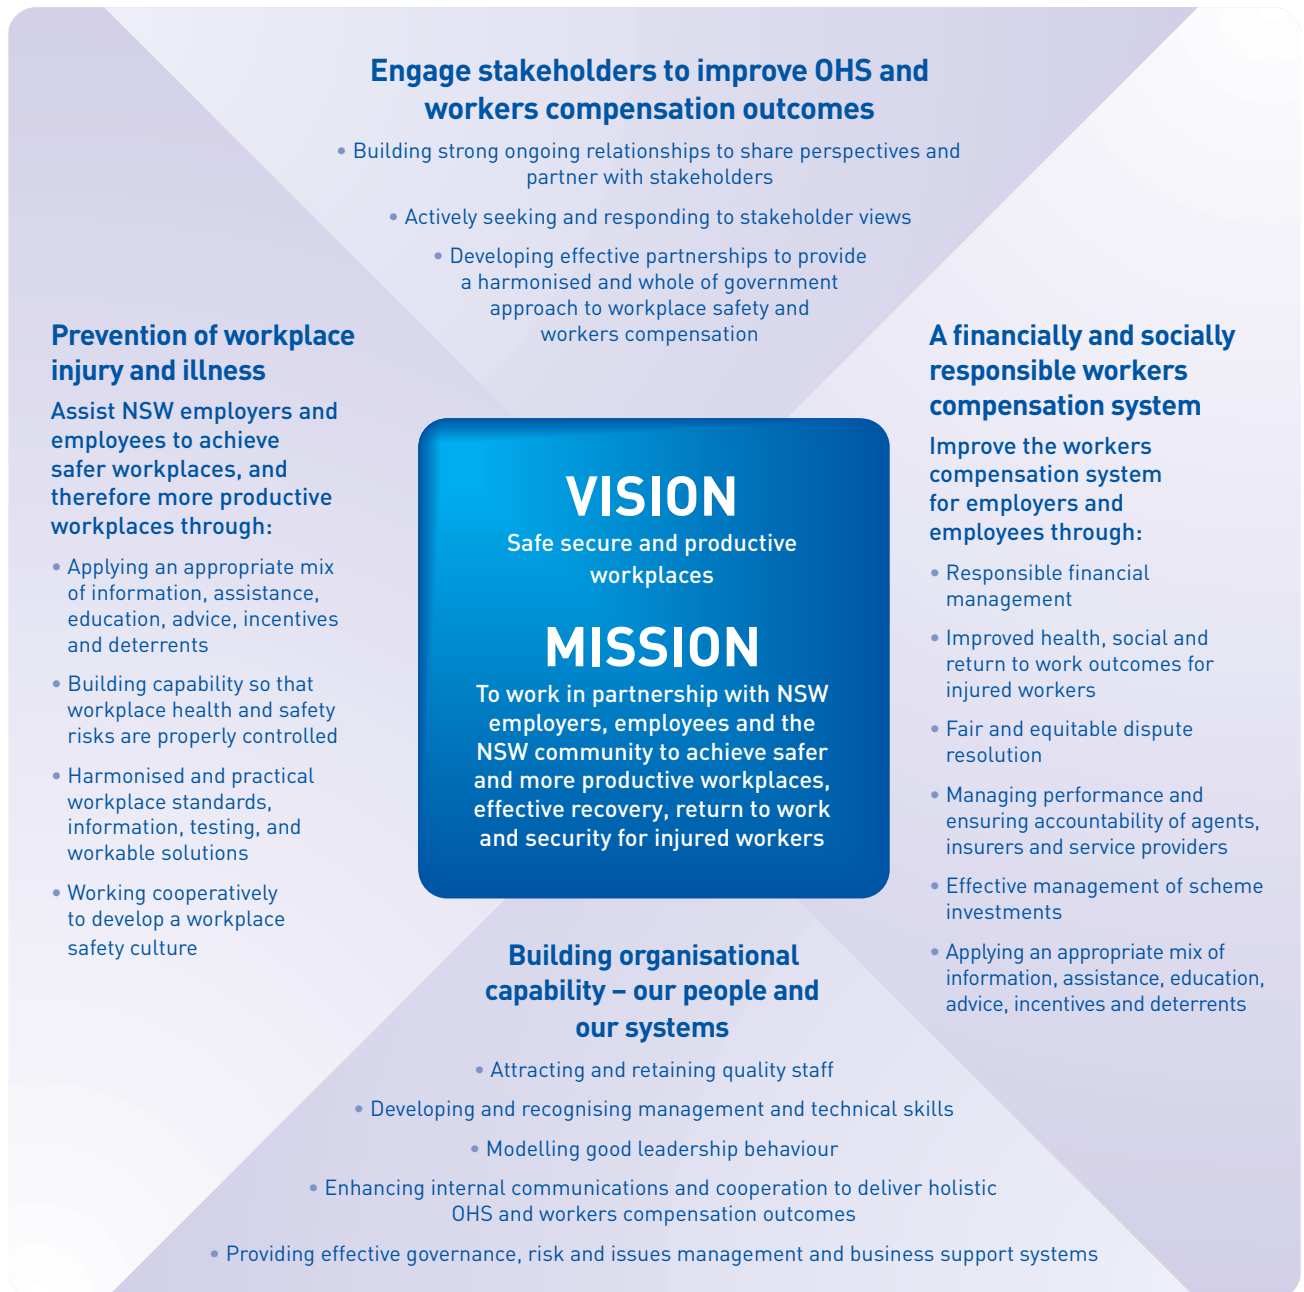 Engage stakeholders to improve OHS and
workers compensation outcomes
• Building strong ongoing relationships to share perspectives and
partner with stakeholders
• Actively seeking and responding to stakeholder views
• Developing effective partnerships to provide
a harmonised and whole of government
approach to workplace safety and
workers compensation
Prevention of workplace
injury and illness
Assist NSW employers and
employees to achieve
safer workplaces, and
therefore more productive
workplaces through:
• Applying an appropriate mix
of information, assistance,
education, advice, incentives
and deterrents
• Building capability so that
workplace health and safety
risks are properly controlled
• Harmonised and practical
workplace standards,
information, testing, and
workable solutions
• Working cooperatively
to develop a workplace
safety culture
VISION
Safe secure and productive
workplaces
MISSION
To work in partnership with NSW
employers, employees and the
NSW community to achieve safer
and more productive workplaces,
effective recovery, return to work
and security for injured workers
A financially and socially
responsible workers
compensation system
Improve the workers
compensation system
for employers and
employees through:
• Responsible financial
management
• Improved health, social and
return to work outcomes for
injured workers
• Fair and equitable dispute
resolution
• Managing performance and
ensuring accountability of agents,
insurers and service providers
• Effective management of scheme
investments
• Applying an appropriate mix of
information, assistance, education,
advice, incentives and deterrents
Building organisational
capability – our people and
our systems
• Attracting and retaining quality staff
• Developing and recognising management and technical skills
• Modelling good leadership behaviour
• Enhancing internal communications and cooperation to deliver holistic
OHS and workers compensation outcomes
• Providing effective governance, risk and issues management and business support systems